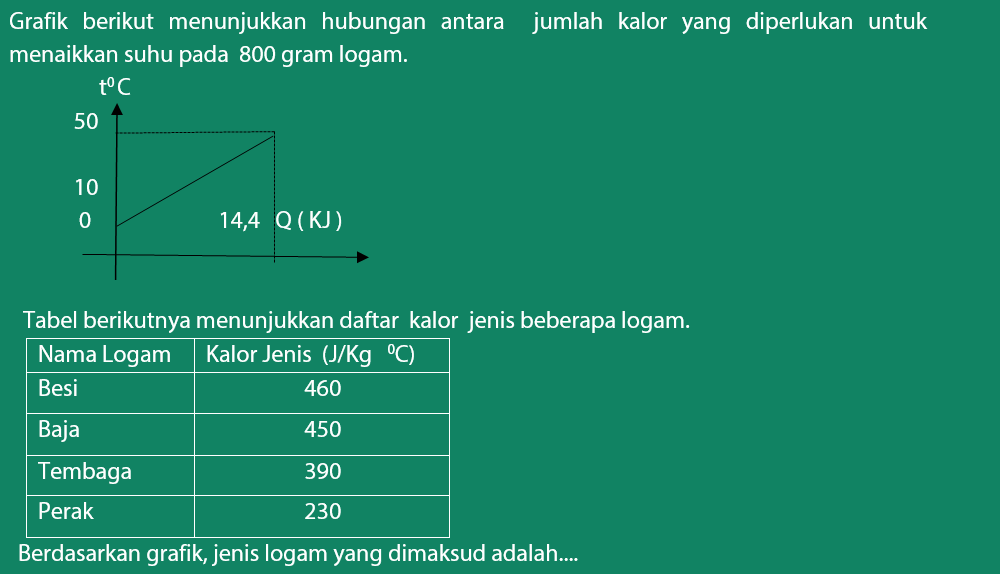 Grafik berikut menunjukkan hubungan antara jumlah kalor yang diperlukan untuk
menaikkan suhu pada 800 gram logam.
t⁰C
50
10
0
14,4 Q ( KJ )
Tabel berikutnya menunjukkan daftar kalor jenis beberapa logam.
Nama Logam Kalor Jenis (J/Kg ⁰C)
Besi 460
Baja 450
Tembaga 390
Perak 230
Berdasarkan grafik, jenis logam yang dimaksud adalah....